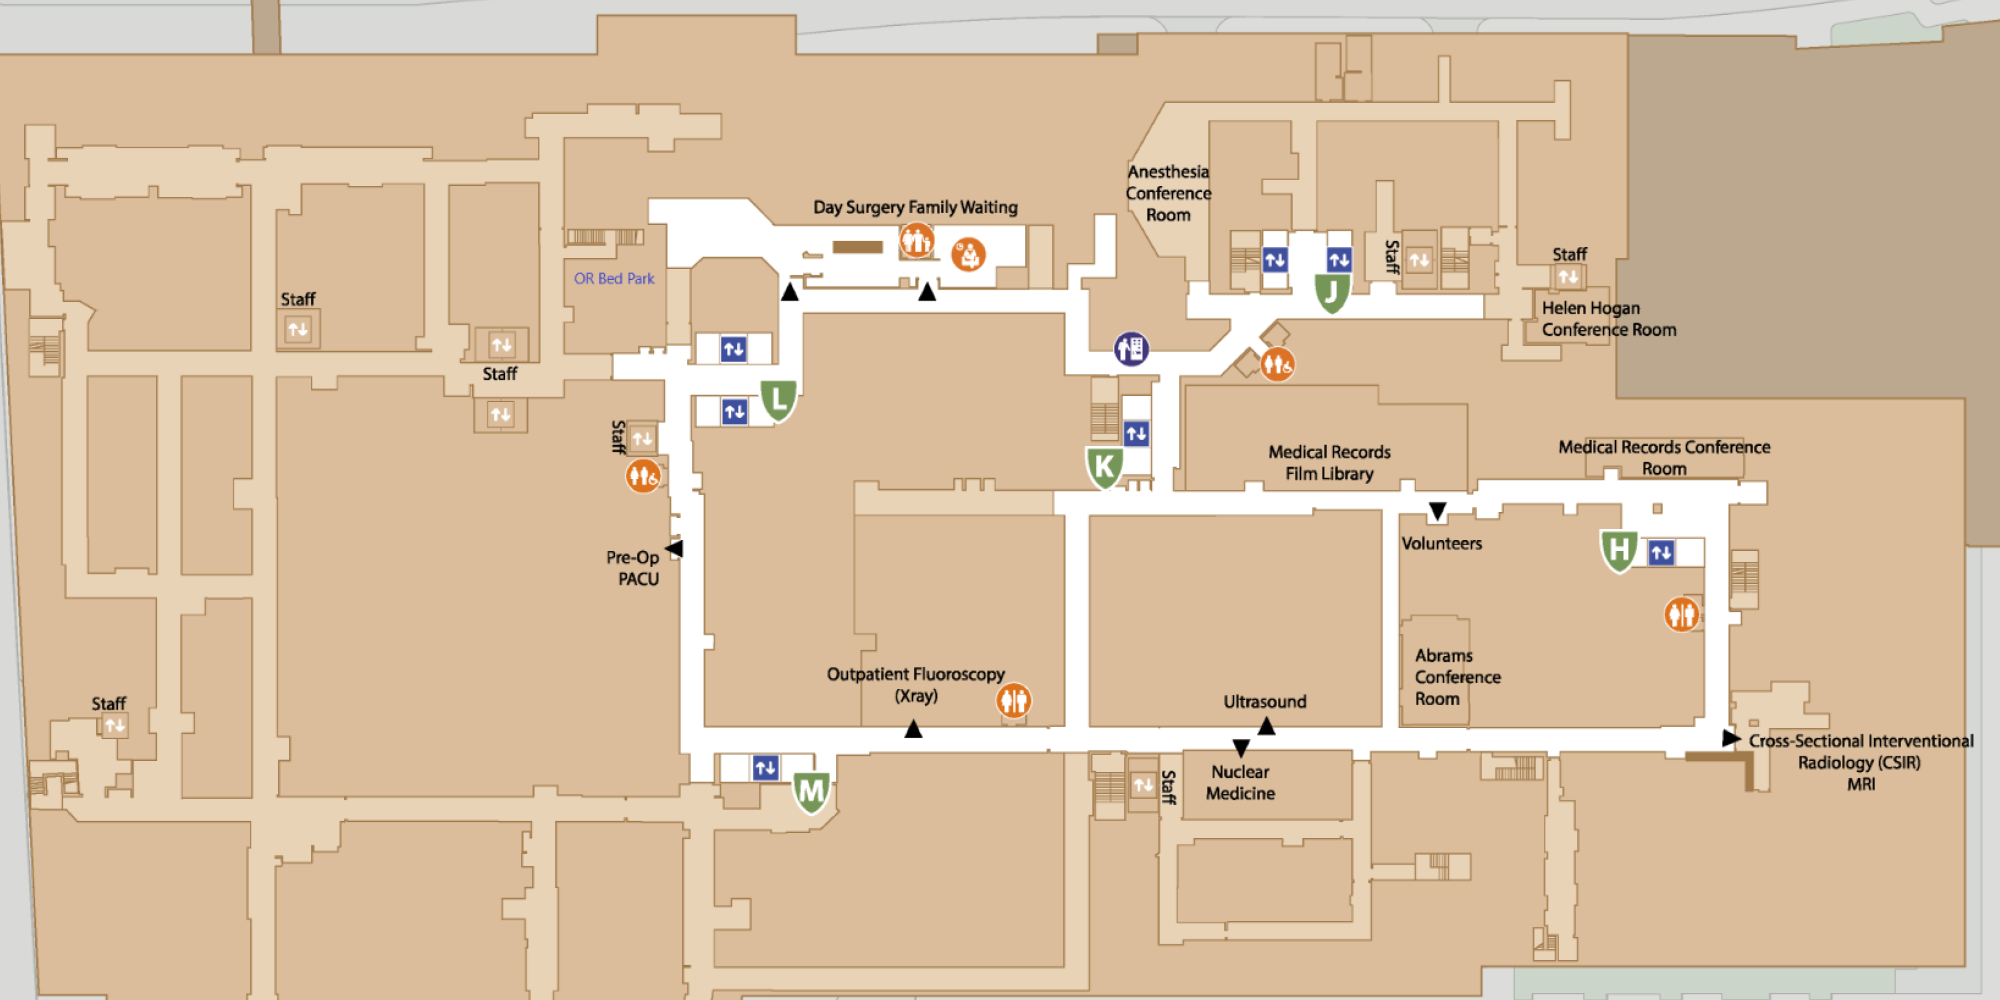 Anesthesia
Conference
Room
Day Surgery Family Waiting
Staff
Staff
OR Bed Park
Staff
J
Helen Hogan
Conference Room
Staff
L
Staff
K
Medical Records
Film Library
Medical Records Conference
Room
Volunteers
H
Pre-Op
PACU
Abrams
Conference
Room
Outpatient Fluoroscopy
(Xray)
Ultrasound
Staff
Cross-Sectional Interventional
Radiology (CSIR)
MRI
M
Staff
Nuclear
Medicine